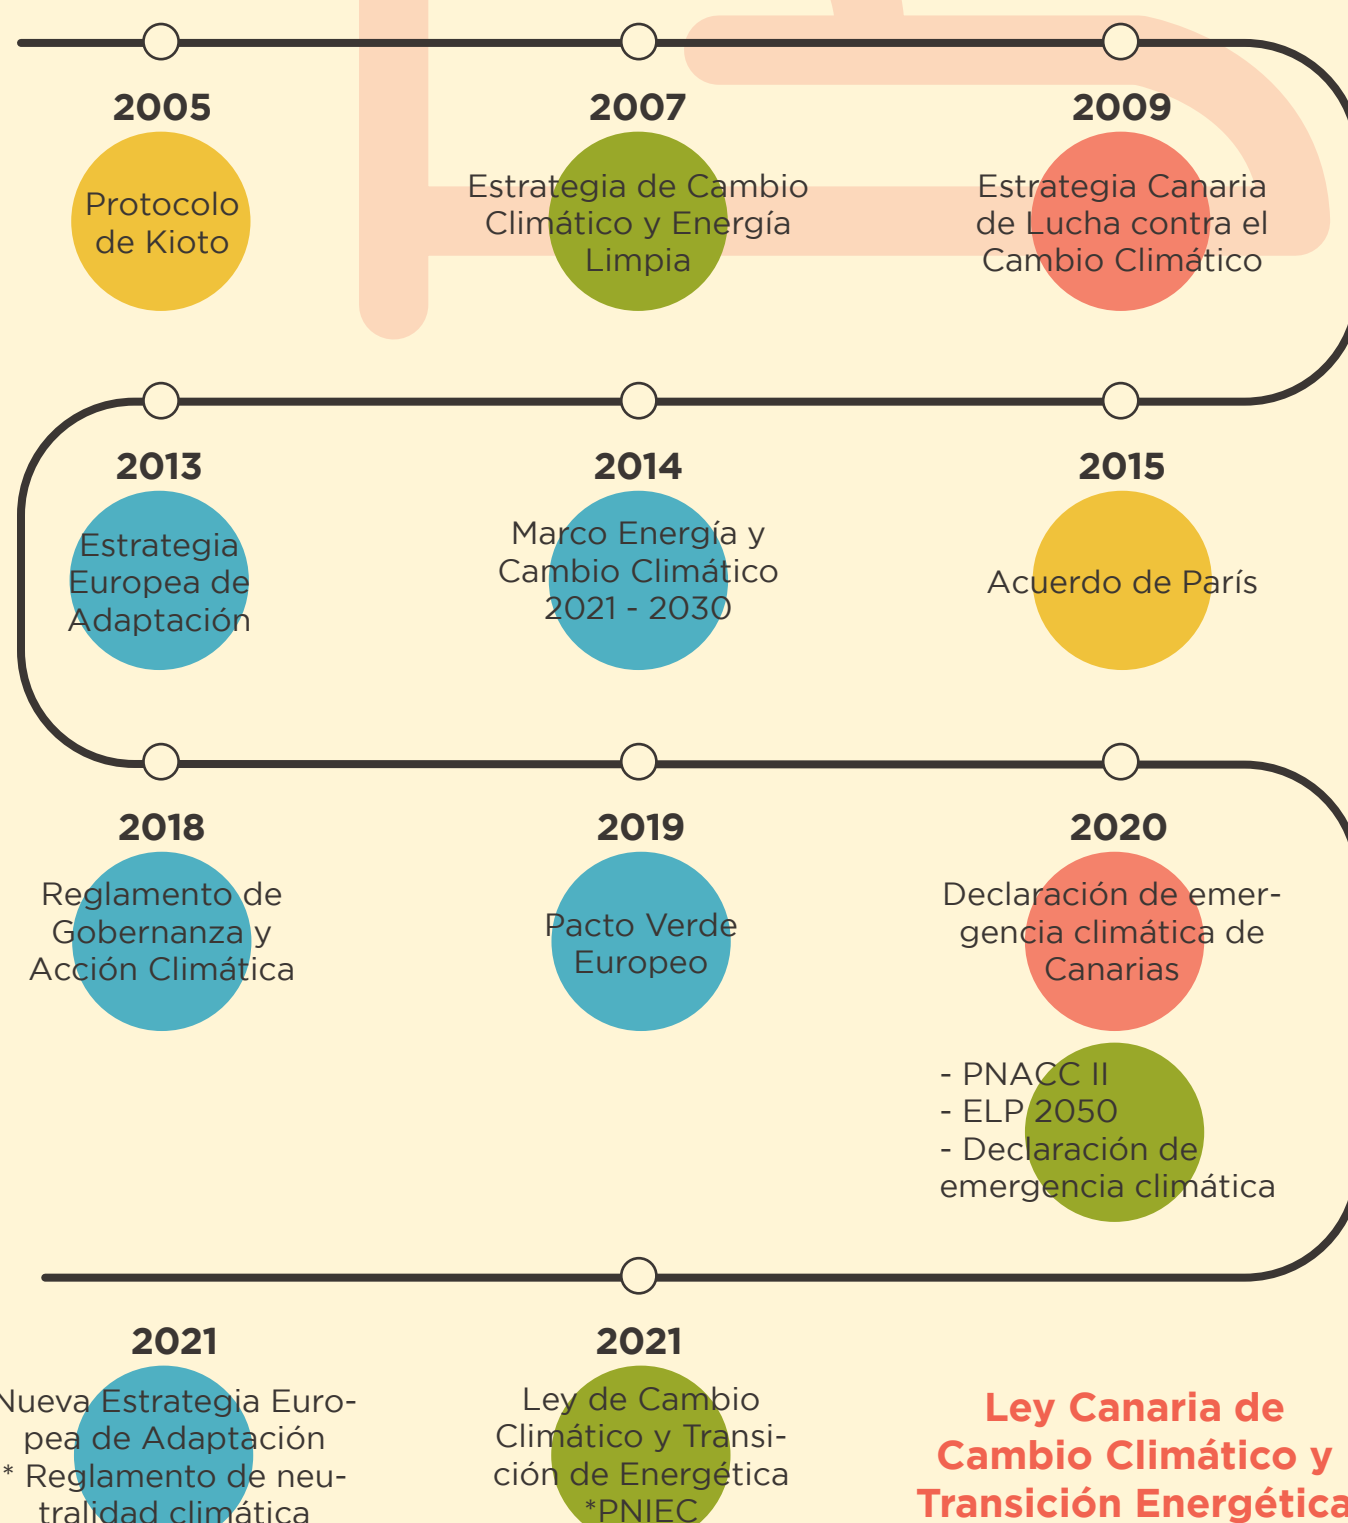 2005
Protocolo
de Kioto
2007
Estrategia de Cambio
Climático y Energía
Limpia
2009
Estrategia Canaria
de Lucha contra el
Cambio Climático
2013
Estrategia
Europea de
Adaptación
2014
Marco Energía y
Cambio Climático
2021 - 2030
2015
Acuerdo de París
2018
Reglamento de
Gobernanza y
Acción Climática
2019
Pacto Verde
Europeo
2020
Declaración de emer-
gencia climática de
Canarias
- PNACC II
- ELP 2050
- Declaración de
emergencia climática
2021
Nueva Estrategia Euro-
pea de Adaptación
* Reglamento de neu-
tralidad climática
2021
Ley de Cambio
Climático y Transi-
ción de Energética
*PNIEC
Ley Canaria de
Cambio Climático y
Transición Energética